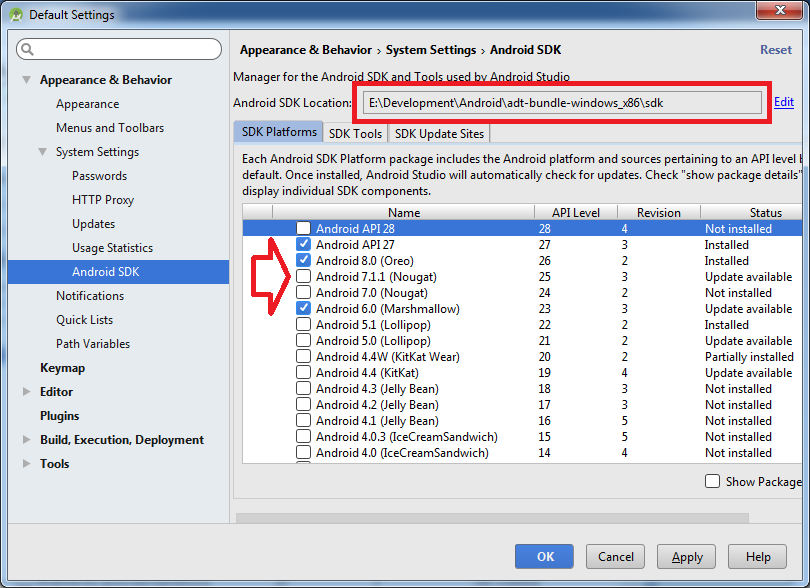 Default Settings
Appearance & Behavior › System Settings › Android SDK
Reset
Appearance & Behavior
Appearance
Menus and Toolbars
System Settings
Passwords
HTTP Proxy
Updates
Usage Statistics
Android SDK
Notifications
Quick Lists
Path Variables
Keymap
Editor
Plugins
Build, Execution, Deployment
Tools
Manager for the Android SDK and Tools used by Android Studio
Android SDK Location: E:\Development\Android\adt-bundle-windows_x86\sdk Edit
SDK Platforms SDK Tools SDK Update Sites
Each Android SDK Platform package includes the Android platform and sources pertaining to an API level b
default. Once installed, Android Studio will automatically check for updates. Check "show package details"
display individual SDK components.
Name API Level Revision Status
Android API 28 28 4 Not installed
Android API 27 27 3 Installed
Android 8.0 (Oreo) 26 2 Installed
Android 7.1.1 (Nougat) 25 3 Update available
Android 7.0 (Nougat) 24 2 Not installed
Android 6.0 (Marshmallow) 23 3 Update available
Android 5.1 (Lollipop) 22 2 Installed
Android 5.0 (Lollipop) 21 2 Update available
Android 4.4W (KitKat Wear) 20 2 Partially installed
Android 4.4 (KitKat) 19 4 Update available
Android 4.3 (Jelly Bean) 18 3 Not installed
Android 4.2 (Jelly Bean) 17 3 Not installed
Android 4.1 (Jelly Bean) 16 5 Not installed
Android 4.0.3 (IceCreamSandwich) 15 5 Not installed
Android 4.0 (IceCreamSandwich) 14 4 Not installed
Show Package
OK Cancel Apply Help